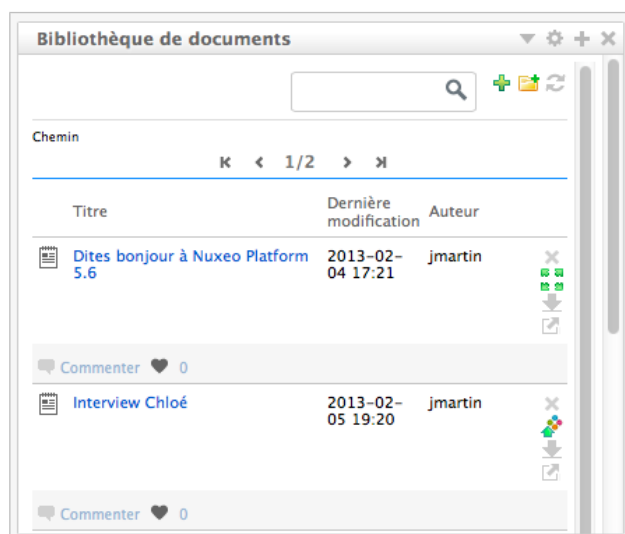 Bibliothèque de documents
Chemin
1/2
Titre Dernière modification Auteur
Dites bonjour à Nuxeo Platform 2013-02- jmartin
5.6 04 17:21
Commenter 0
Interview Chloé 2013-02- jmartin
05 19:20
Commenter 0